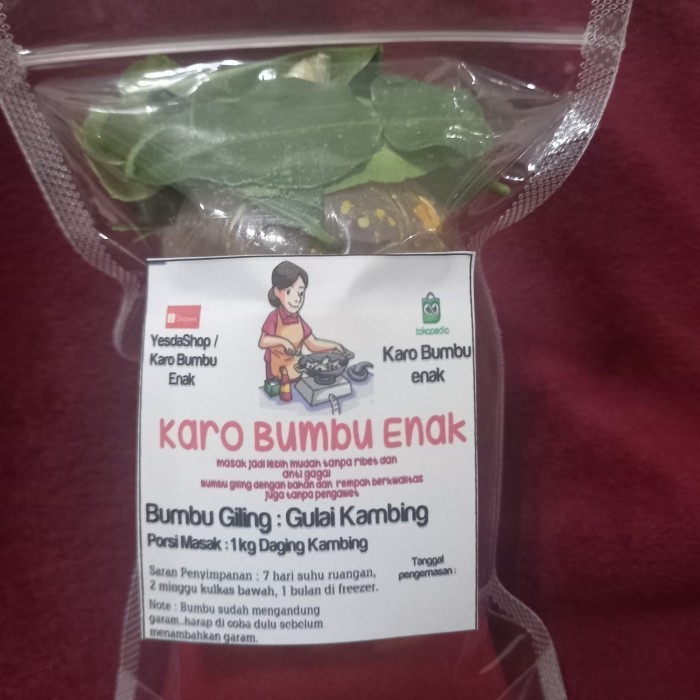 Shopee
YesdaShop /
Karo Bumbu
Enak
tokopedia
Karo Bumbu
enak
Karo Bumbu Enak
masak jadi lebih mudah tanpa ribet dan
anti gagal
bumbu giling dengan bahan dan rempah berkwalitas
juga tanpa pengawet
Bumbu Giling : Gulai Kambing
Porsi Masak : 1 kg Daging Kambing
Tanggal
pengemasan :
Saran Penyimpanan : 7 hari suhu ruangan,
2 minggu kulkas bawah, 1 bulan di freezer.
Note : Bumbu sudah mengandung
garam..harap di coba dulu sebelum
menambahkan garam.